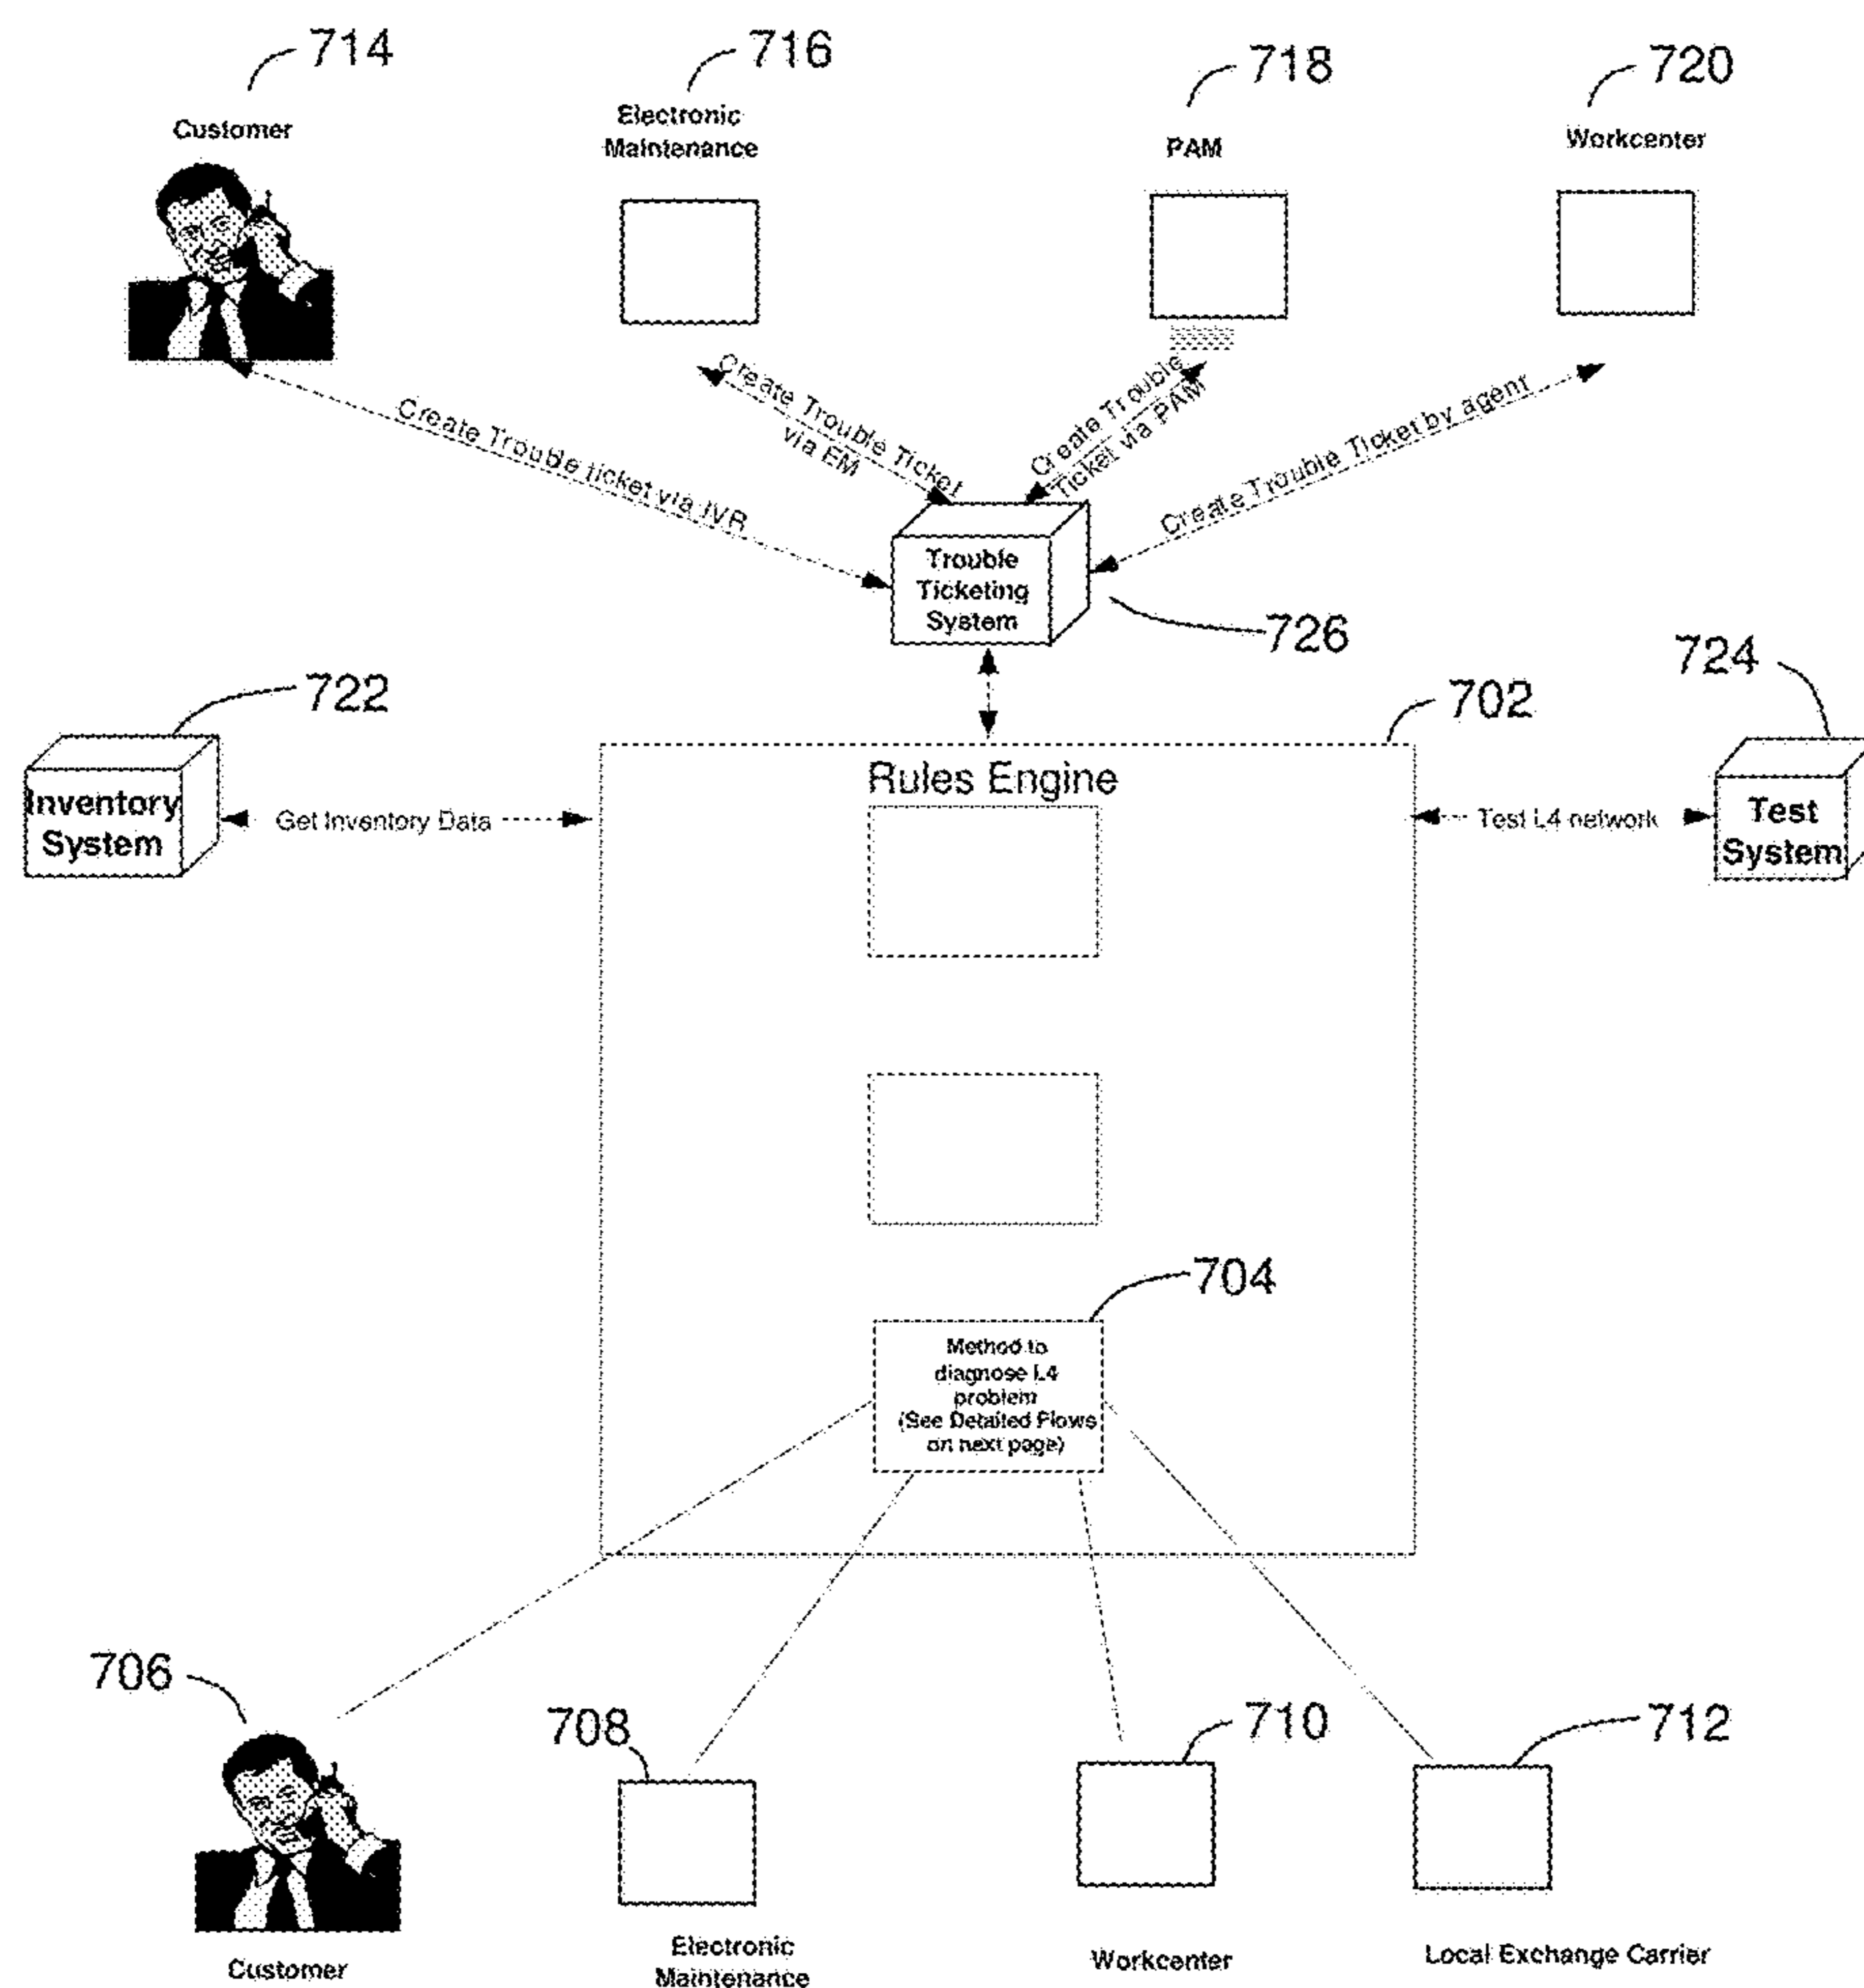 714
716
718
720
Customer
Electronic
Maintenance
PAM
Workcenter
Create Trouble ticket via IVR
Create Trouble Ticket
via EM
Create Trouble
Ticket via PAM
Create Trouble Ticket by agent
Trouble
Ticketing
System
726
722
724
702
Inventory
System
Get Inventory Data
Rules Engine
Test L4 network
Test
System
704
Method to
diagnose L4
problem
(See Detailed Flows
on next page)
706
708
710
712
Customer
Electronic
Maintenance
Workcenter
Local Exchange Carrier